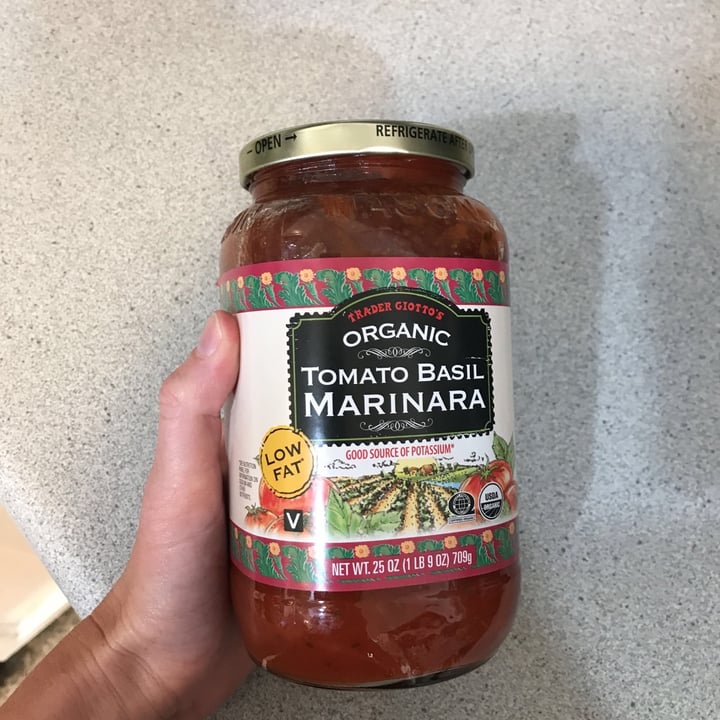 OPEN →
REFRIGERATE AFTER
TRADER GIOTTO'S
ORGANIC
TOMATO BASIL
MARINARA
GOOD SOURCE OF POTASSIUM*
LOW
FAT*
V
USDA
ORGANIC
NET WT. 25 OZ (1 LB 9 OZ) 709g